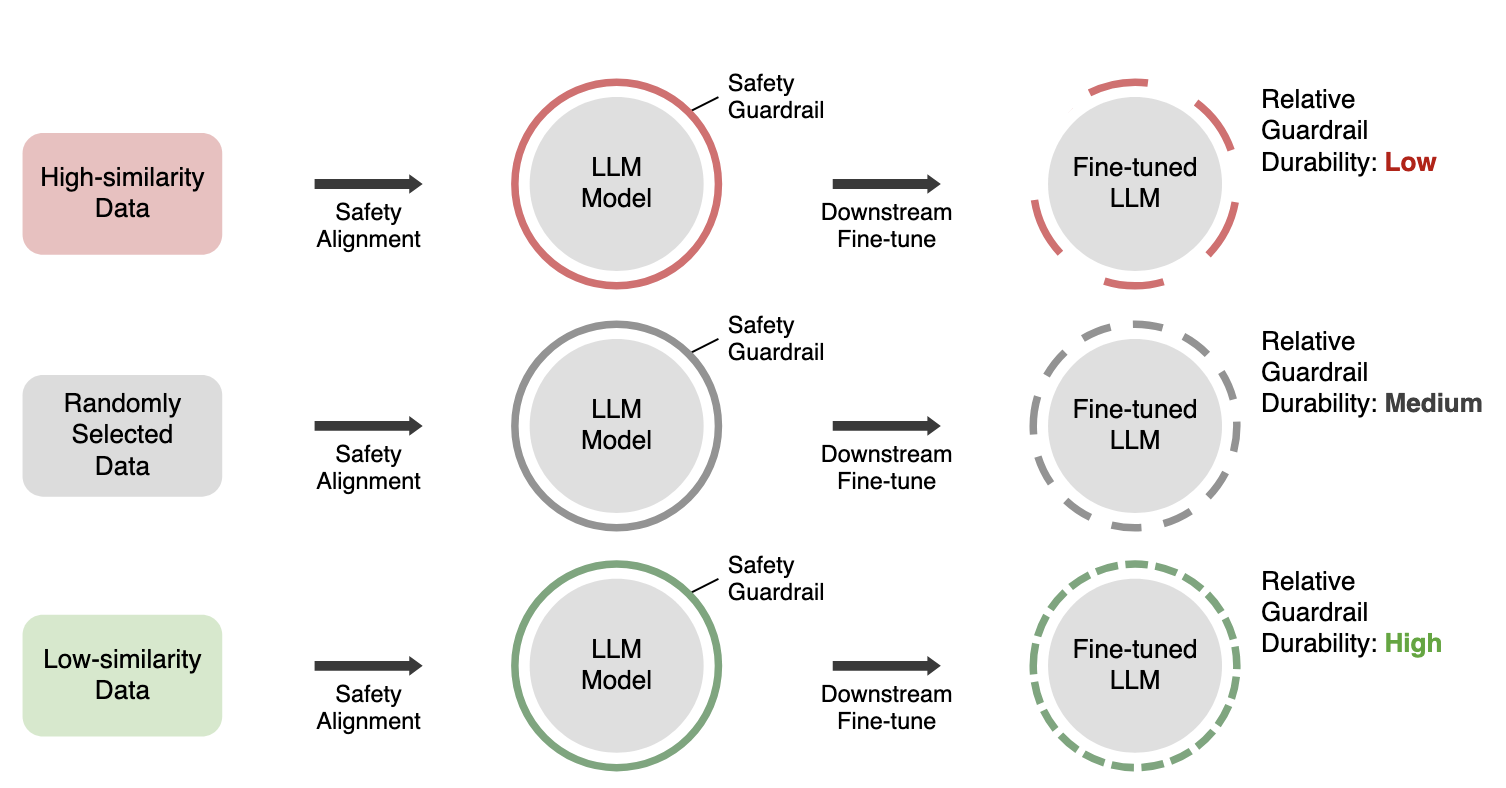 High-similarity
Data
Safety
Alignment
LLM
Model
Safety
Guardrail
Downstream
Fine-tune
Fine-tuned
LLM
Relative
Guardrail
Durability: Low
Randomly
Selected
Data
Safety
Alignment
LLM
Model
Safety
Guardrail
Downstream
Fine-tune
Fine-tuned
LLM
Relative
Guardrail
Durability: Medium
Low-similarity
Data
Safety
Alignment
LLM
Model
Safety
Guardrail
Downstream
Fine-tune
Fine-tuned
LLM
Relative
Guardrail
Durability: High